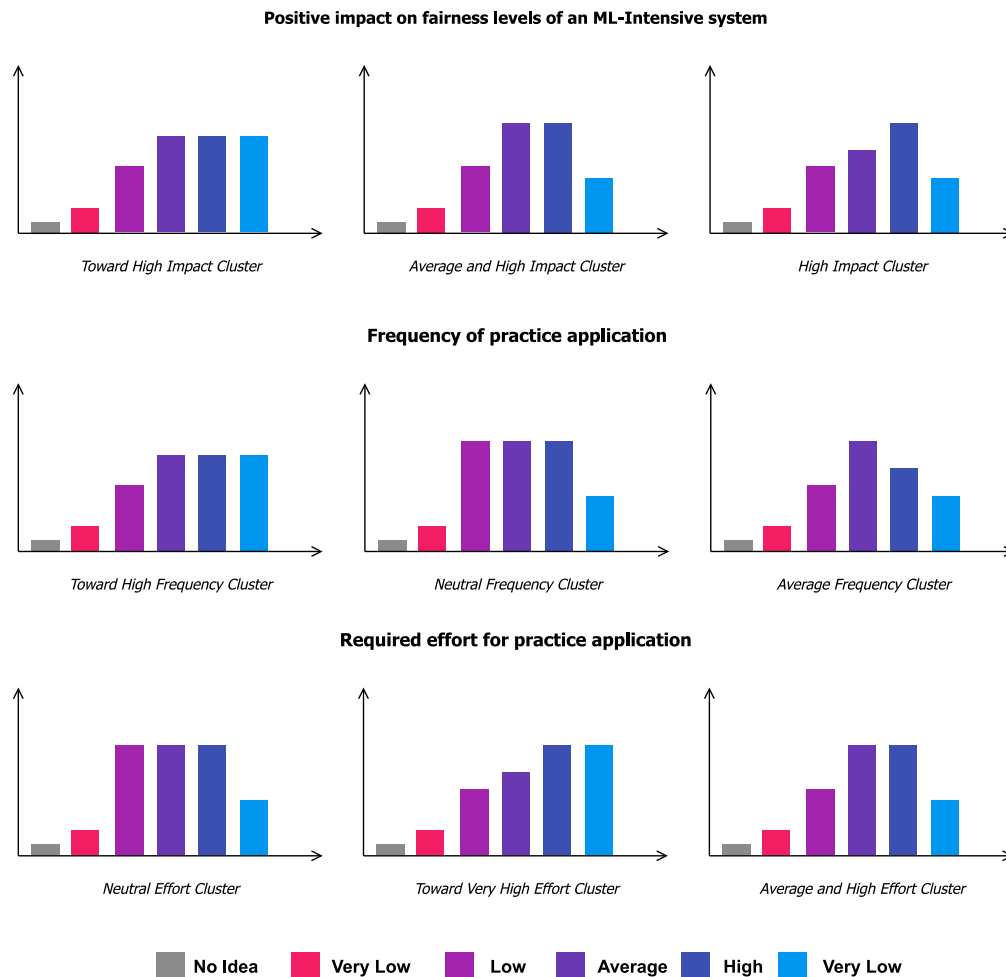 Positive impact on fairness levels of an ML-Intensive system
Toward High Impact Cluster
Average and High Impact Cluster
High Impact Cluster
Frequency of practice application
Toward High Frequency Cluster
Neutral Frequency Cluster
Average Frequency Cluster
Required effort for practice application
Neutral Effort Cluster
Toward Very High Effort Cluster
Average and High Effort Cluster
No Idea
Very Low
Low
Average
High
Very Low